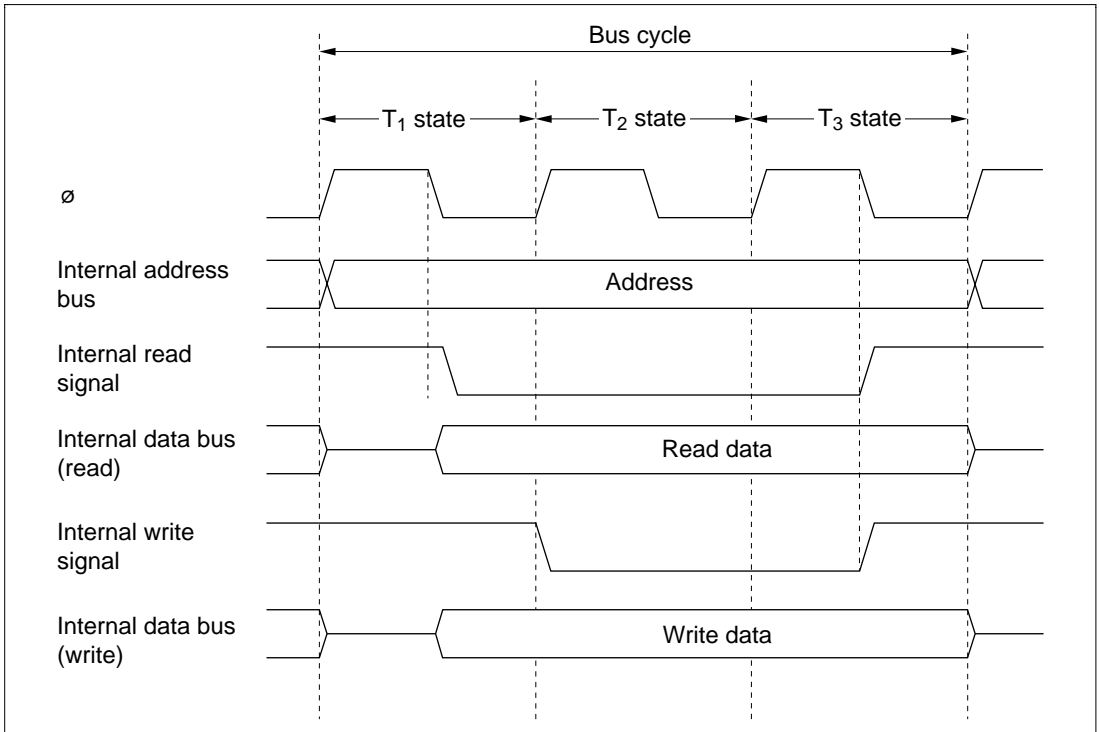 Bus cycle
T₁ state
T₂ state
T₃ state
ø
Internal address
bus
Address
Internal read
signal
Internal data bus
(read)
Read data
Internal write
signal
Internal data bus
(write)
Write data